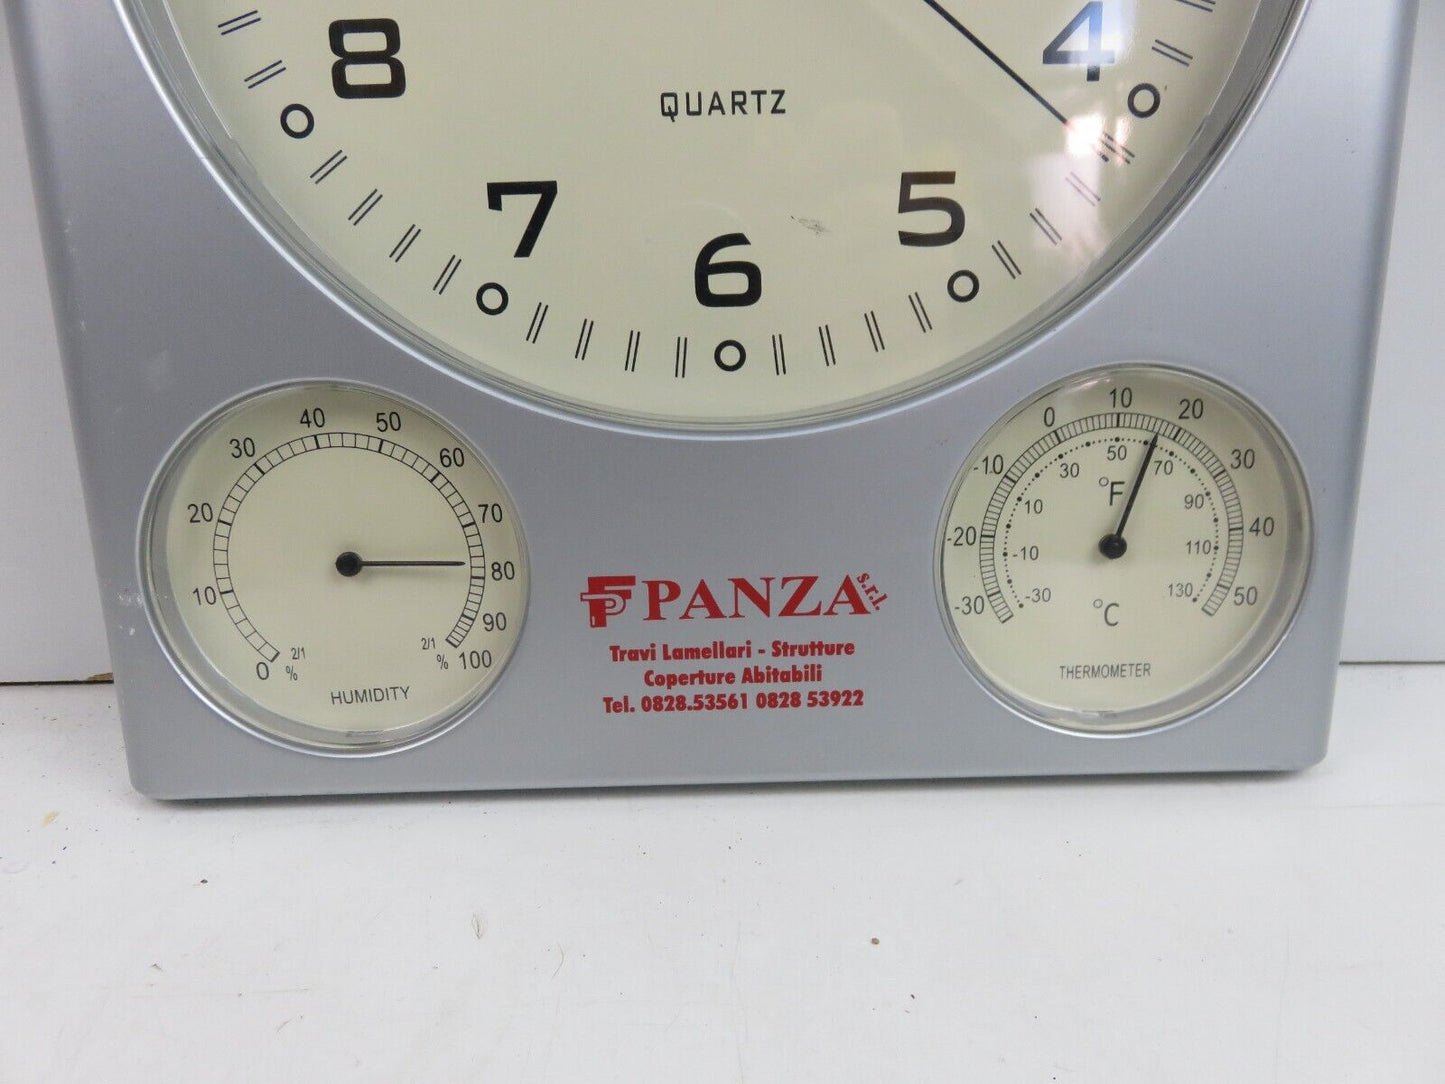 8
4
QUARTZ
7
5
6
0 10 20 30 40 50 60 70 80 90 100
2/1 %
2/1 %
HUMIDITY
-30 -20 -10 0 10 20 30 40 50
-30 -10 10 30 50 70 90 110 130
°F
°C
THERMOMETER
FP PANZA s.r.l.
Travi Lamellari - Strutture
Coperture Abitabili
Tel. 0828.53561 0828 53922